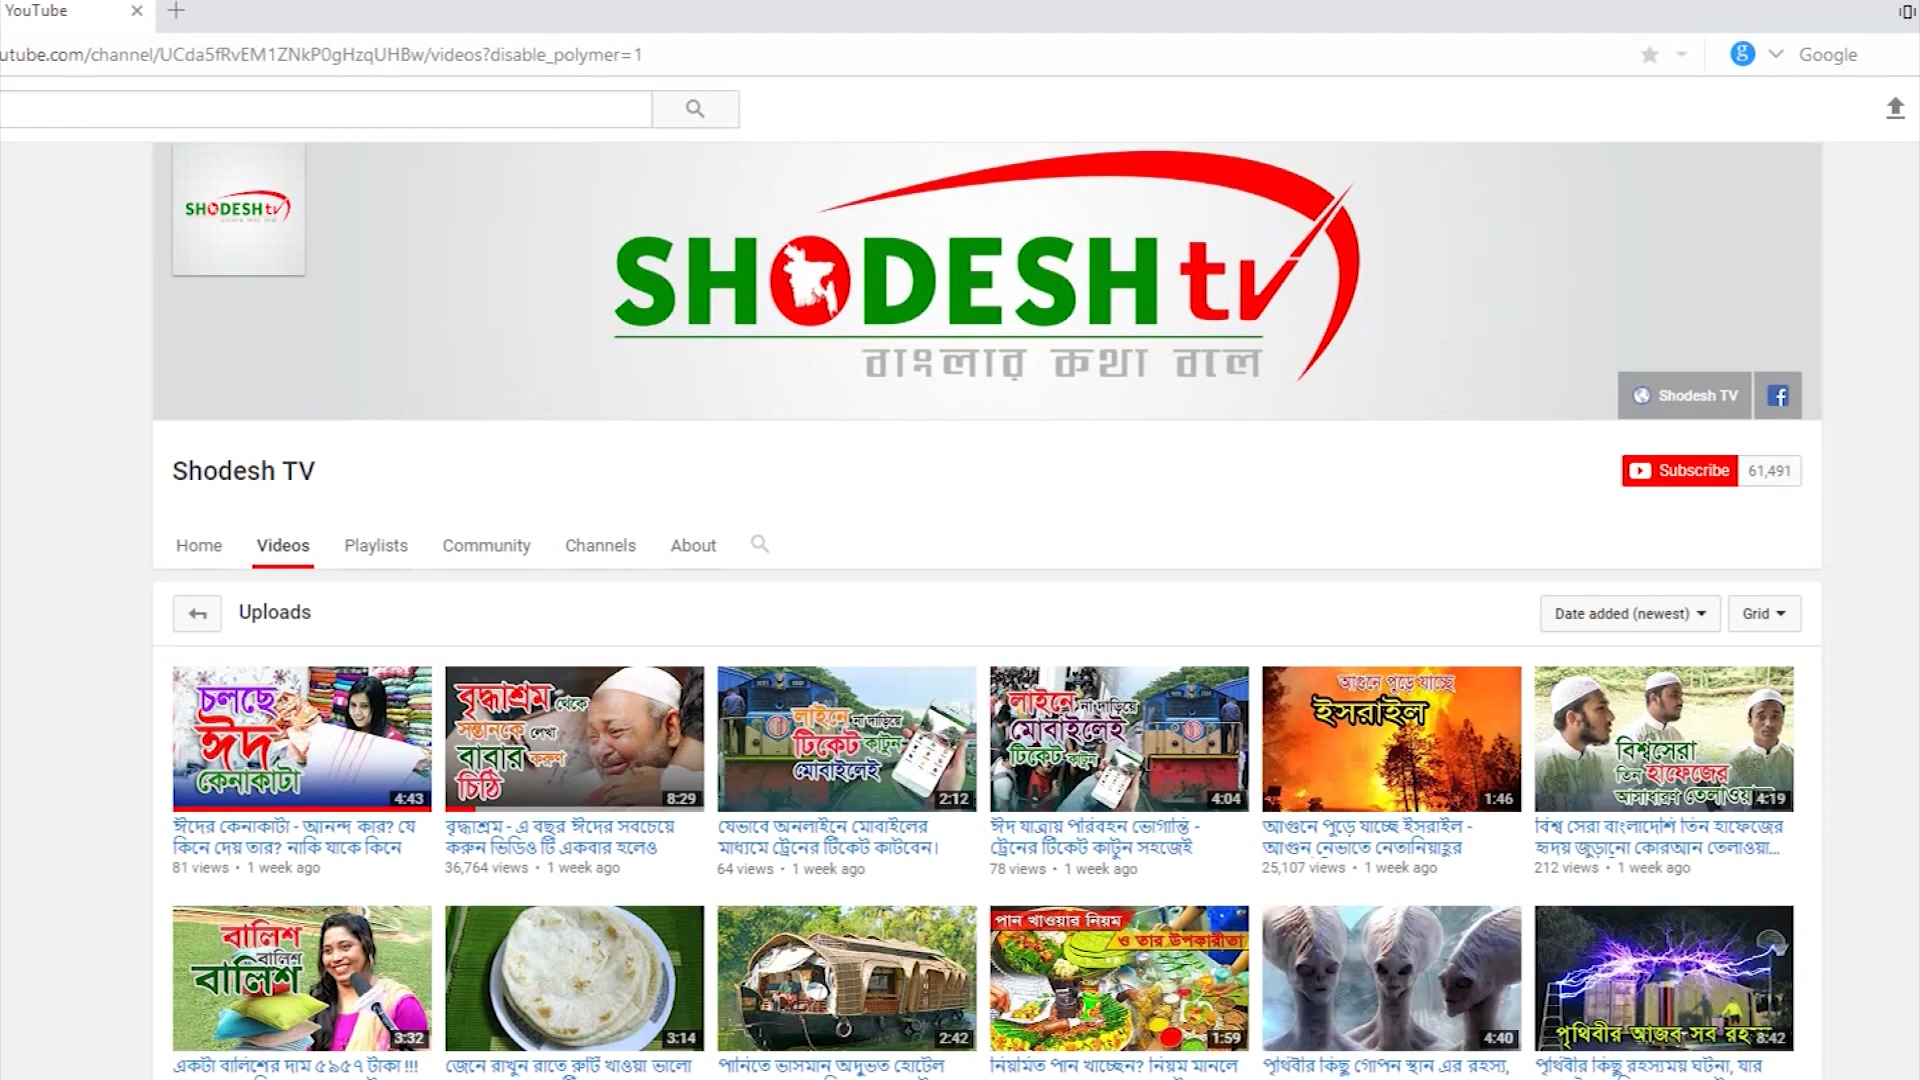 YouTube
utube.com/channel/UCda5fRvEM1ZNkP0gHzqUHBw/videos?disable_polymer=1
Google
SHODESH tv
SHODESH tv
বাংলার কথা বলে
Shodesh TV
Shodesh TV
Subscribe 61,491
Home Videos Playlists Community Channels About
Uploads
Date added (newest) Grid
চলছে
ঈদ
কেনাকাটা
4:43
বৃদ্ধাশ্রম থেকে
সন্তানকে লেখা
বাবার করুণ
চিঠি
8:29
লাইনে না দাড়িয়ে
টিকেট কাটুন
মোবাইলেই
2:12
লাইনে না দাড়িয়ে
মোবাইলেই
টিকেট কাটুন
4:04
আগুনে পুড়ে যাচ্ছে
ইসরাইল
1:46
বিশ্বসেরা
তিন হাফেজের
অসাধারণ তেলাওয়া
4:19
ঈদের কেনাকাটা - আনন্দ কার? যে
কিনে দেয় তার? নাকি যাকে কিনে
81 views • 1 week ago
বৃদ্ধাশ্রম - এ বছর ঈদের সবচেয়ে
করুন ভিডিও টি একবার হলেও
36,764 views • 1 week ago
যেভাবে অনলাইনে মোবাইলের
মাধ্যমে ট্রেনের টিকেট কাটবেন।
64 views • 1 week ago
ঈদ যাত্রায় পরিবহন ভোগান্তি -
ট্রেনের টিকেট কাটুন সহজেই
78 views • 1 week ago
আগুনে পুড়ে যাচ্ছে ইসরাইল -
আগুন নেভাতে নেতানিয়াহুর
25,107 views • 1 week ago
বিশ্ব সেরা বাংলাদেশি তিন হাফেজের
হৃদয় জুড়ানো কোরআন তেলাওয়া...
212 views • 1 week ago
বালিশ
বালিশ
বালিশ
3:32
3:14
2:42
পান খাওয়ার নিয়ম
ও তার উপকারীতা
1:59
4:40
পৃথিবীর আজব সব রহ
8:42
একটা বালিশের দাম ৫৯৫৭ টাকা !!!
জেনে রাখুন রাতে রুটি খাওয়া ভালো
পানিতে ভাসমান অদ্ভুত হোটেল
নিয়মিত পান খাচ্ছেন? নিয়ম মানলে
পৃথিবীর কিছু গোপন স্থান এর রহস্য,
পৃথিবীর কিছু রহস্যময় ঘটনা, যার